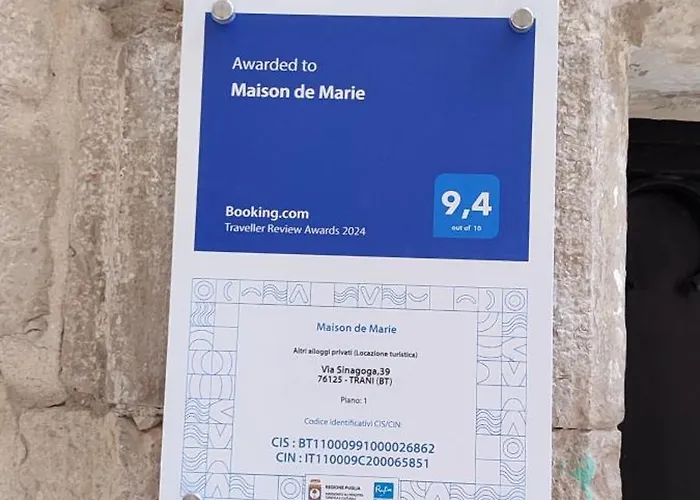 Awarded to
Maison de Marie
Booking.com
Traveller Review Awards 2024
9,4
out of 10
Maison de Marie
Altri alloggi privati (Locazione turistica)
Via Sinagoga,39
76125 - TRANI (BT)
Piano: 1
Codice identificativi CIS/CIN:
CIS : BT11000991000026862
CIN : IT110009C200065851
REGIONE PUGLIA